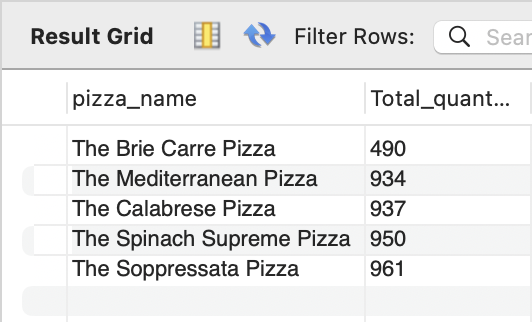 Result Grid Filter Rows: Sear
pizza_name Total_quant...
The Brie Carre Pizza 490
The Mediterranean Pizza 934
The Calabrese Pizza 937
The Spinach Supreme Pizza 950
The Soppressata Pizza 961